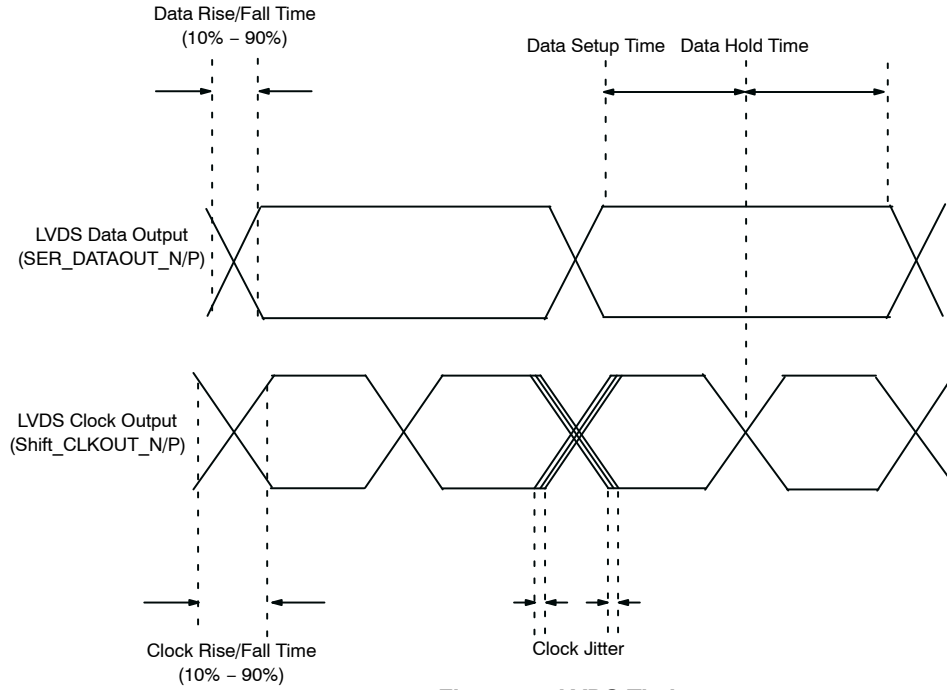 Data Rise/Fall Time
(10% − 90%)
Data Setup Time
Data Hold Time
LVDS Data Output
(SER_DATAOUT_N/P)
LVDS Clock Output
(Shift_CLKOUT_N/P)
Clock Rise/Fall Time
(10% − 90%)
Clock Jitter